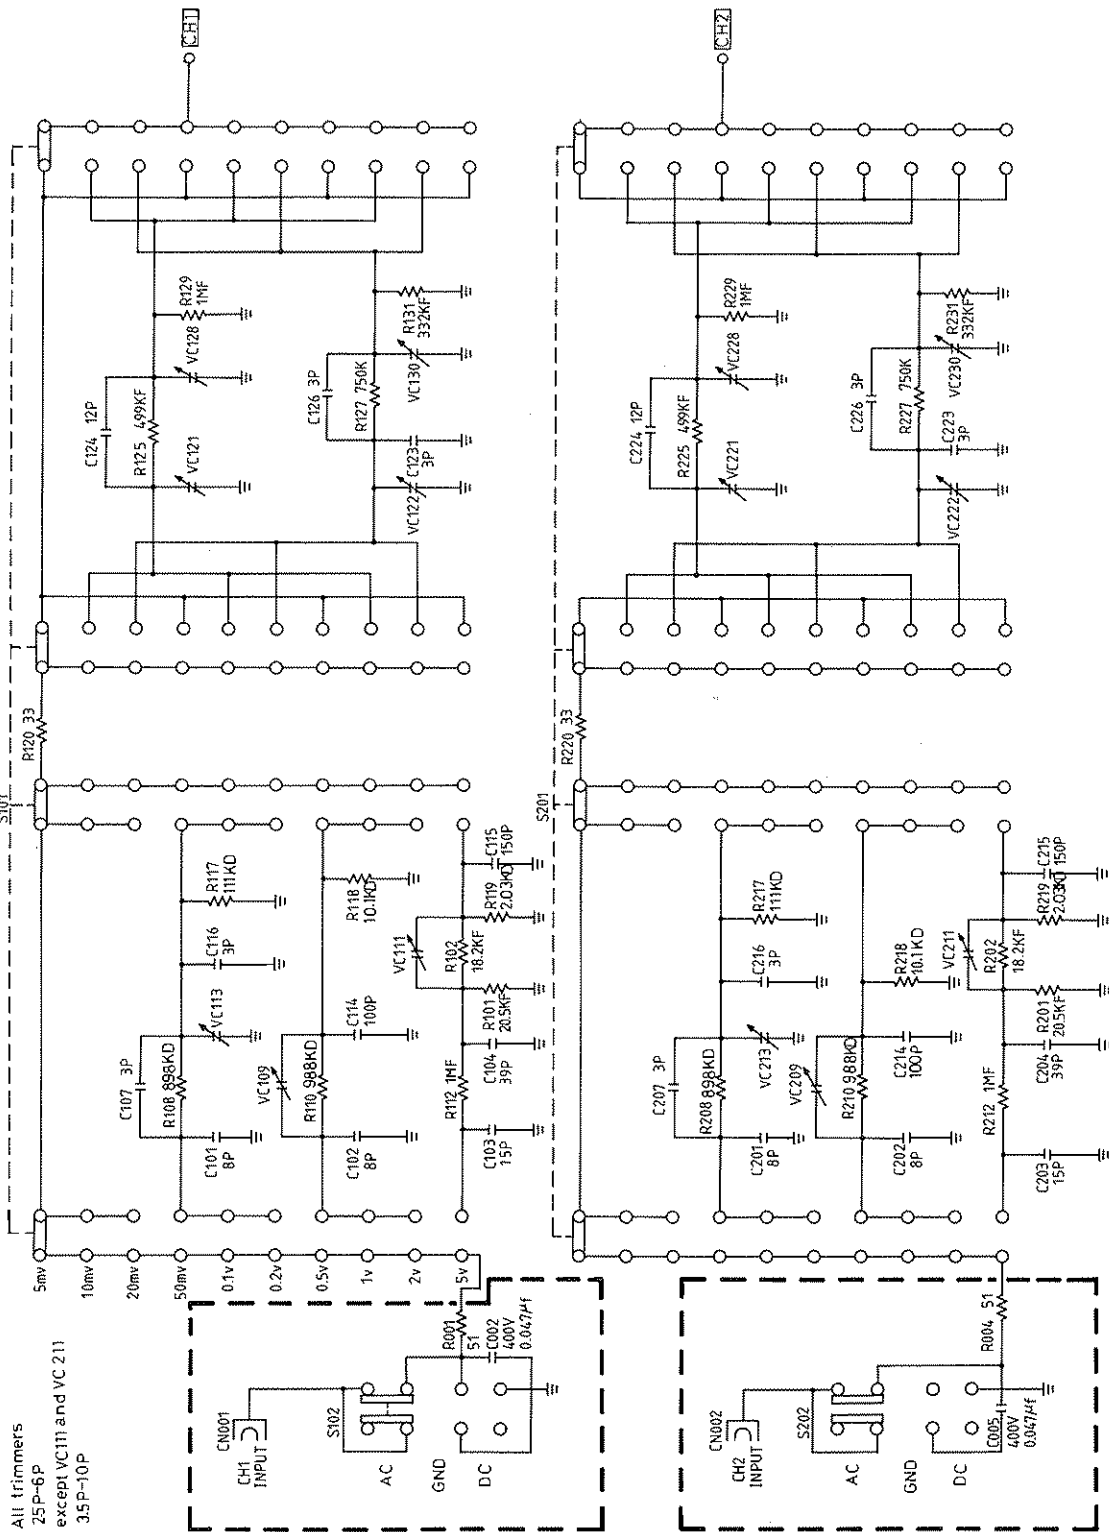 All trimmers
2.5P-6P
except VC111 and VC 211
3.5P-10P
5mv
10mv
20mv
50mv
0.1v
0.2v
0.5v
1v
2v
5v
CN001
CH1
INPUT
S102
AC
GND
DC
R001
51
C002
400V
0.047µf
S101
C107 3P
R108 898KD
C101
8P
VC113
C116
3P
R117
111KD
VC109
R110 988KD
C102
8P
C114
100P
R118
10.1KD
R112 1MF
C103
15P
C104
39P
R101
20.5KF
VC111
R102
18.2KF
R119
2.03KD
C115
150P
R120 33
C124 12P
R125 499KF
VC121
VC128
R129
1MF
C126 3P
R127 750K
VC122
C123
3P
VC130
R131
332KF
CH1
CN002
CH2
INPUT
S202
AC
GND
DC
R004 51
C005
400V
0.047µf
S201
C207 3P
R208 898KD
C201
8P
VC213
C216
3P
R217
111KD
VC209
R210 988KD
C202
8P
C214
100P
R218
10.1KD
R212 1MF
C203
15P
C204
39P
R201
20.5KF
VC211
R202
18.2KF
R219
2.03KD
C215
150P
R220 33
C224 12P
R225 499KF
VC221
VC228
R229
1MF
C226 3P
R227 750K
VC222
C223
3P
VC230
R231
332KF
CH2